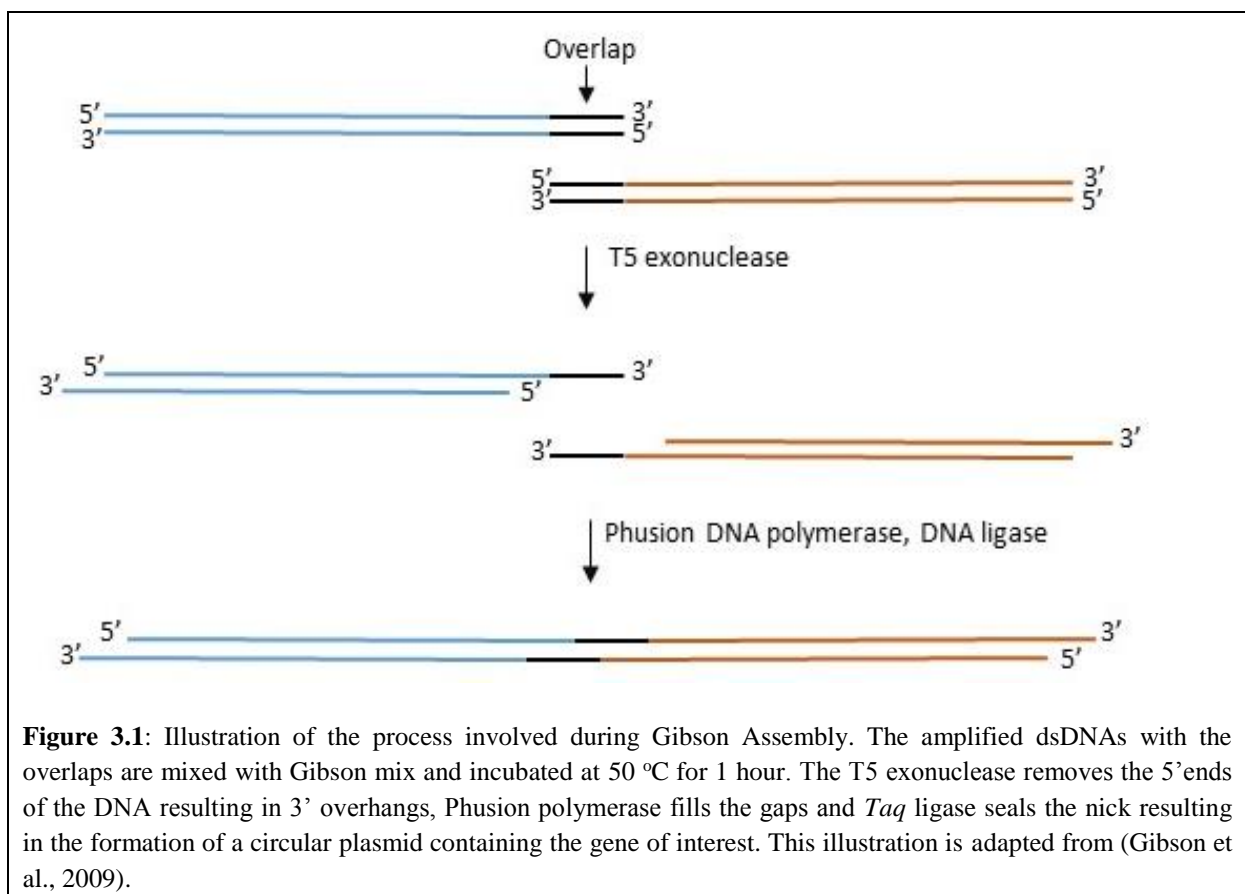 Overlap
5’ 3’
3’ 5’
5’ 3’
3’ 5’
T5 exonuclease
5’ 3’
3’ 5’
3’
3’
Phusion DNA polymerase, DNA ligase
5’ 3’
3’ 5’
Figure 3.1: Illustration of the process involved during Gibson Assembly. The amplified dsDNAs with the
overlaps are mixed with Gibson mix and incubated at 50 ºC for 1 hour. The T5 exonuclease removes the 5’ends
of the DNA resulting in 3’ overhangs, Phusion polymerase fills the gaps and Taq ligase seals the nick resulting
in the formation of a circular plasmid containing the gene of interest. This illustration is adapted from (Gibson et
al., 2009).